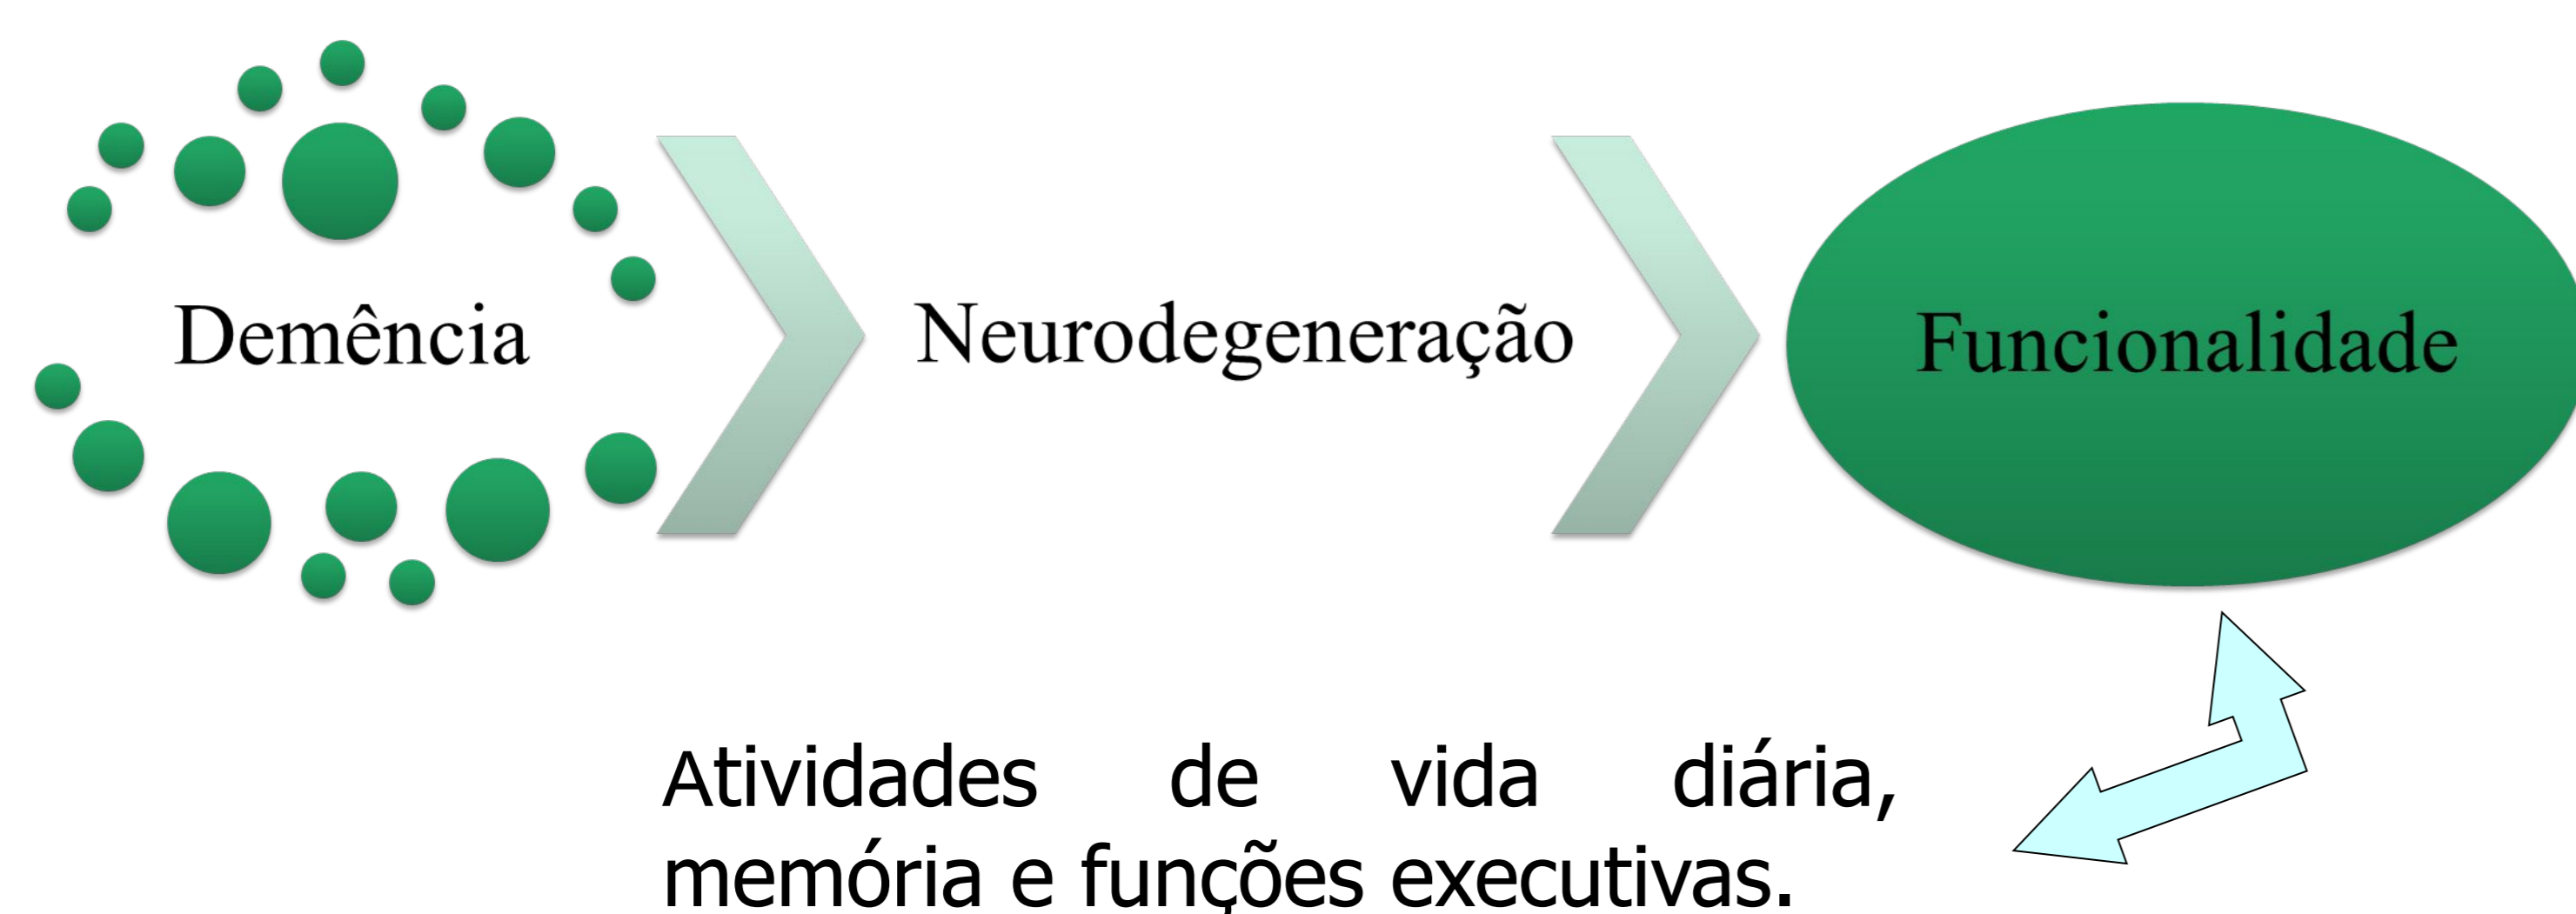 Demência
Neurodegeneração
Funcionalidade
Atividades de vida diária,
memória e funções executivas.